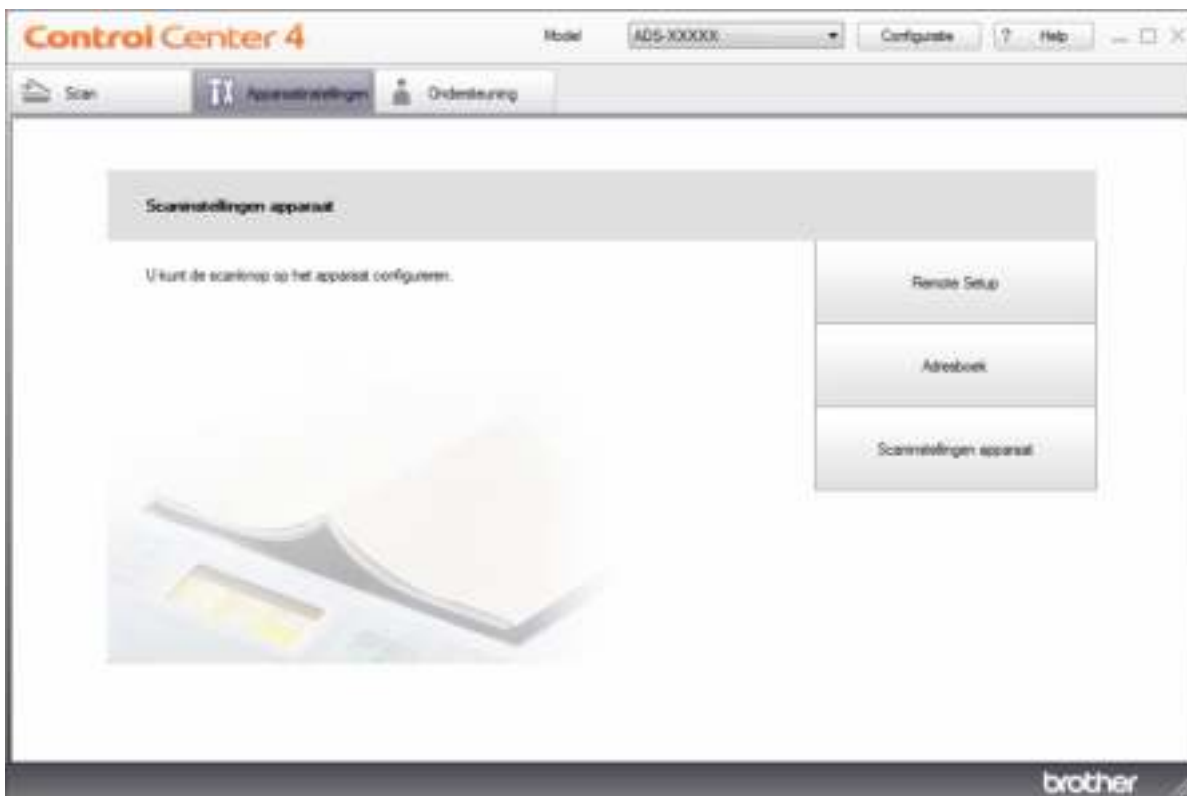 Control Center 4
Model
ADS-XXXXX
Configuratie
? Help
Scan
Apparaatinstellingen
Ondersteuning
Scaninstellingen apparaat
U kunt de scanknop op het apparaat configureren.
Remote Setup
Adresboek
Scaninstellingen apparaat
brother